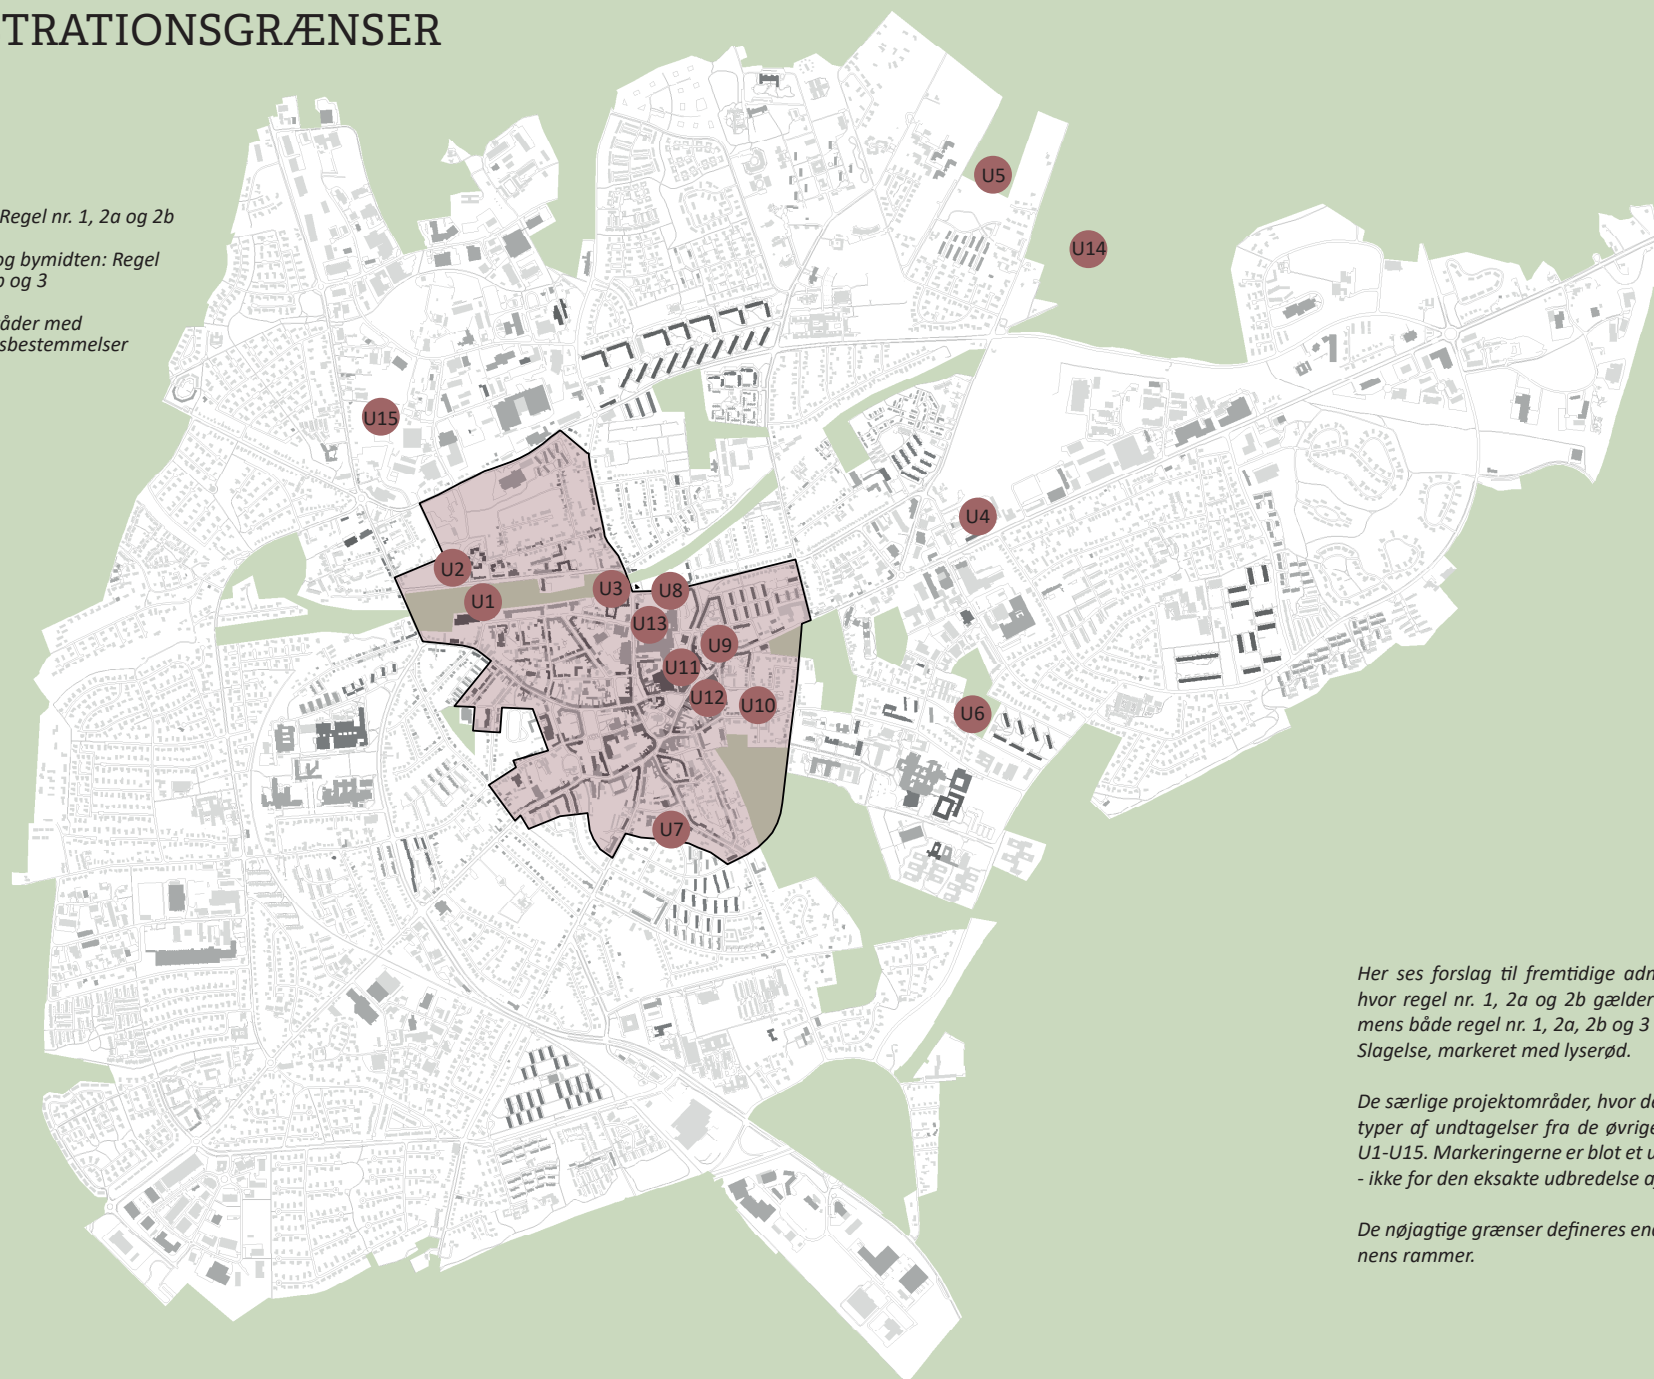 TRATIONSGRÆNSER
Regel nr. 1, 2a og 2b
og bymidten: Regel
og 3
åder med
sbestemmelser
U5
U14
U15
U4
U2
U3
U8
U1
U13
U9
U11
U12
U10
U6
U7
Her ses forslag til fremtidige adm
hvor regel nr. 1, 2a og 2b gælder
mens både regel nr. 1, 2a, 2b og 3
Slagelse, markeret med lyserød.
De særlige projektområder, hvor de
typer af undtagelser fra de øvrige
U1-U15. Markeringerne er blot et u
- ikke for den eksakte udbredelse a
De nøjagtige grænser defineres end
nens rammer.